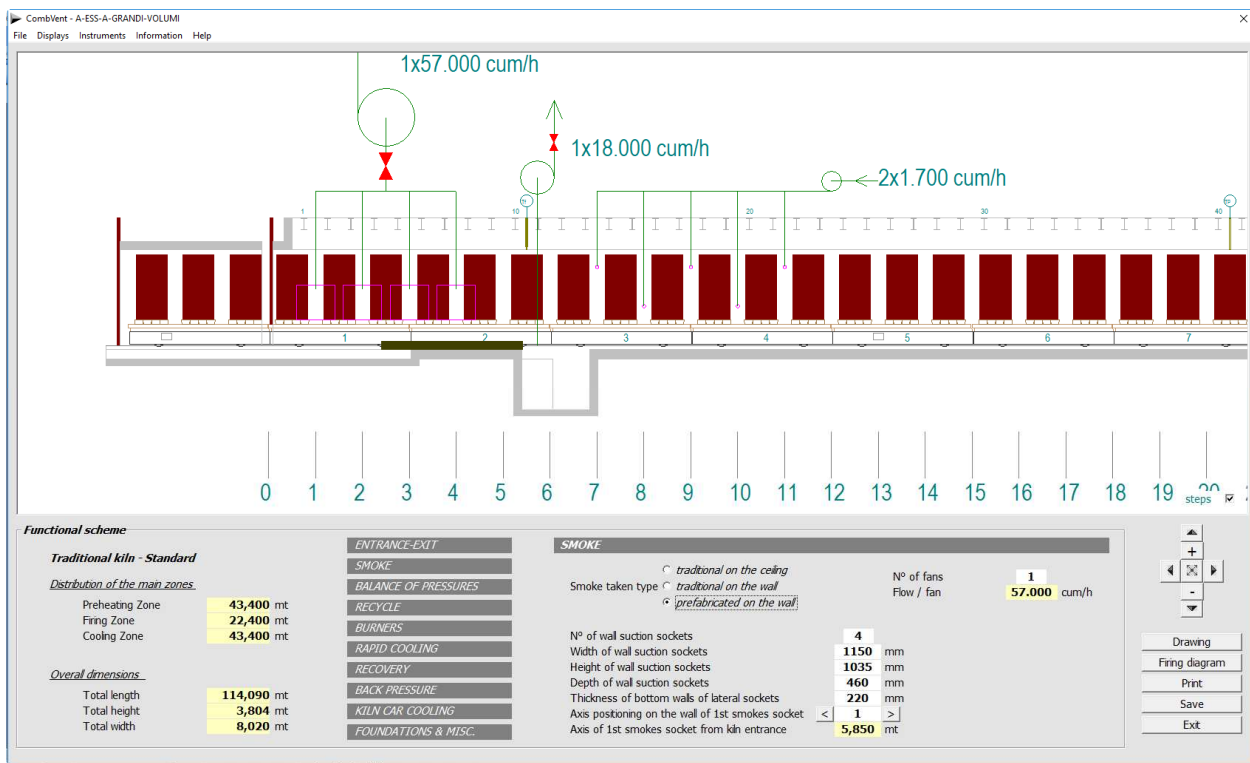 CombVent - A-ESS-A-GRANDI-VOLUMI
File Displays Instruments Information Help
1x57.000 cum/h
1x18.000 cum/h
2x1.700 cum/h
1 10 20 30 40
1 2 3 4 5 6 7
0 1 2 3 4 5 6 7 8 9 10 11 12 13 14 15 16 17 18 19 20
steps
Functional scheme
Traditional kiln - Standard
Distribution of the main zones
Preheating Zone 43,400 mt
Firing Zone 22,400 mt
Cooling Zone 43,400 mt
Overall dimensions
Total length 114,090 mt
Total height 3,804 mt
Total width 8,020 mt
ENTRANCE-EXIT
SMOKE
BALANCE OF PRESSURES
RECYCLE
BURNERS
RAPID COOLING
RECOVERY
BACK PRESSURE
KILN CAR COOLING
FOUNDATIONS & MISC.
SMOKE
Smoke taken type
traditional on the ceiling
traditional on the wall
prefabricated on the wall
N° of fans 1
Flow / fan 57.000 cum/h
N° of wall suction sockets 4
Width of wall suction sockets 1150 mm
Height of wall suction sockets 1035 mm
Depth of wall suction sockets 460 mm
Thickness of bottom walls of lateral sockets 220 mm
Axis positioning on the wall of 1st smokes socket < 1 >
Axis of 1st smokes socket from kiln entrance 5,850 mt
+
-
Drawing
Firing diagram
Print
Save
Exit